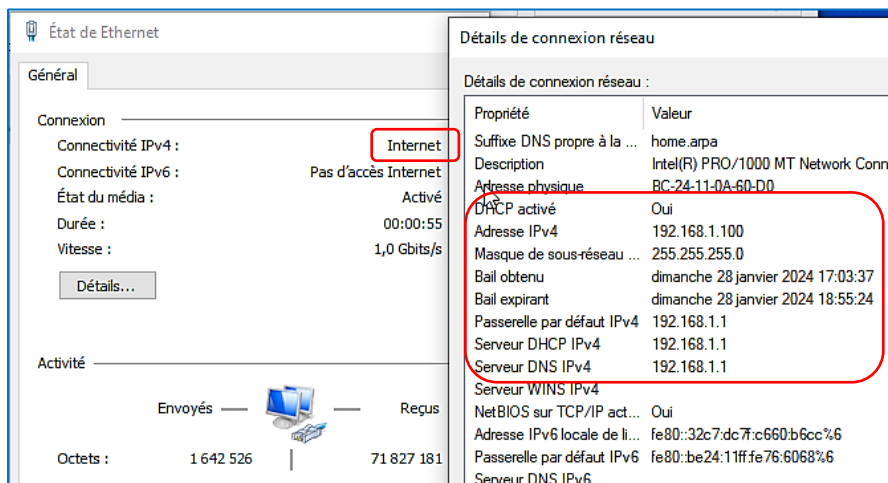 État de Ethernet
Général
Connexion
Connectivité IPv4 : Internet
Connectivité IPv6 : Pas d'accès Internet
État du média : Activé
Durée : 00:00:55
Vitesse : 1,0 Gbits/s
Détails...
Activité
Envoyés Reçus
Octets : 1 642 526 71 827 181
Détails de connexion réseau
Détails de connexion réseau :
Propriété Valeur
Suffixe DNS propre à la ... home.arpa
Description Intel(R) PRO/1000 MT Network Conn
Adresse physique BC-24-11-0A-60-D0
DHCP activé Oui
Adresse IPv4 192.168.1.100
Masque de sous-réseau ... 255.255.255.0
Bail obtenu dimanche 28 janvier 2024 17:03:37
Bail expirant dimanche 28 janvier 2024 18:55:24
Passerelle par défaut IPv4 192.168.1.1
Serveur DHCP IPv4 192.168.1.1
Serveur DNS IPv4 192.168.1.1
Serveur WINS IPv4
NetBIOS sur TCP/IP act... Oui
Adresse IPv6 locale de li... fe80::32c7:dc7f:c660:b6cc%6
Passerelle par défaut IPv6 fe80::be24:11ff:fe76:6068%6
Serveur DNS IPv6